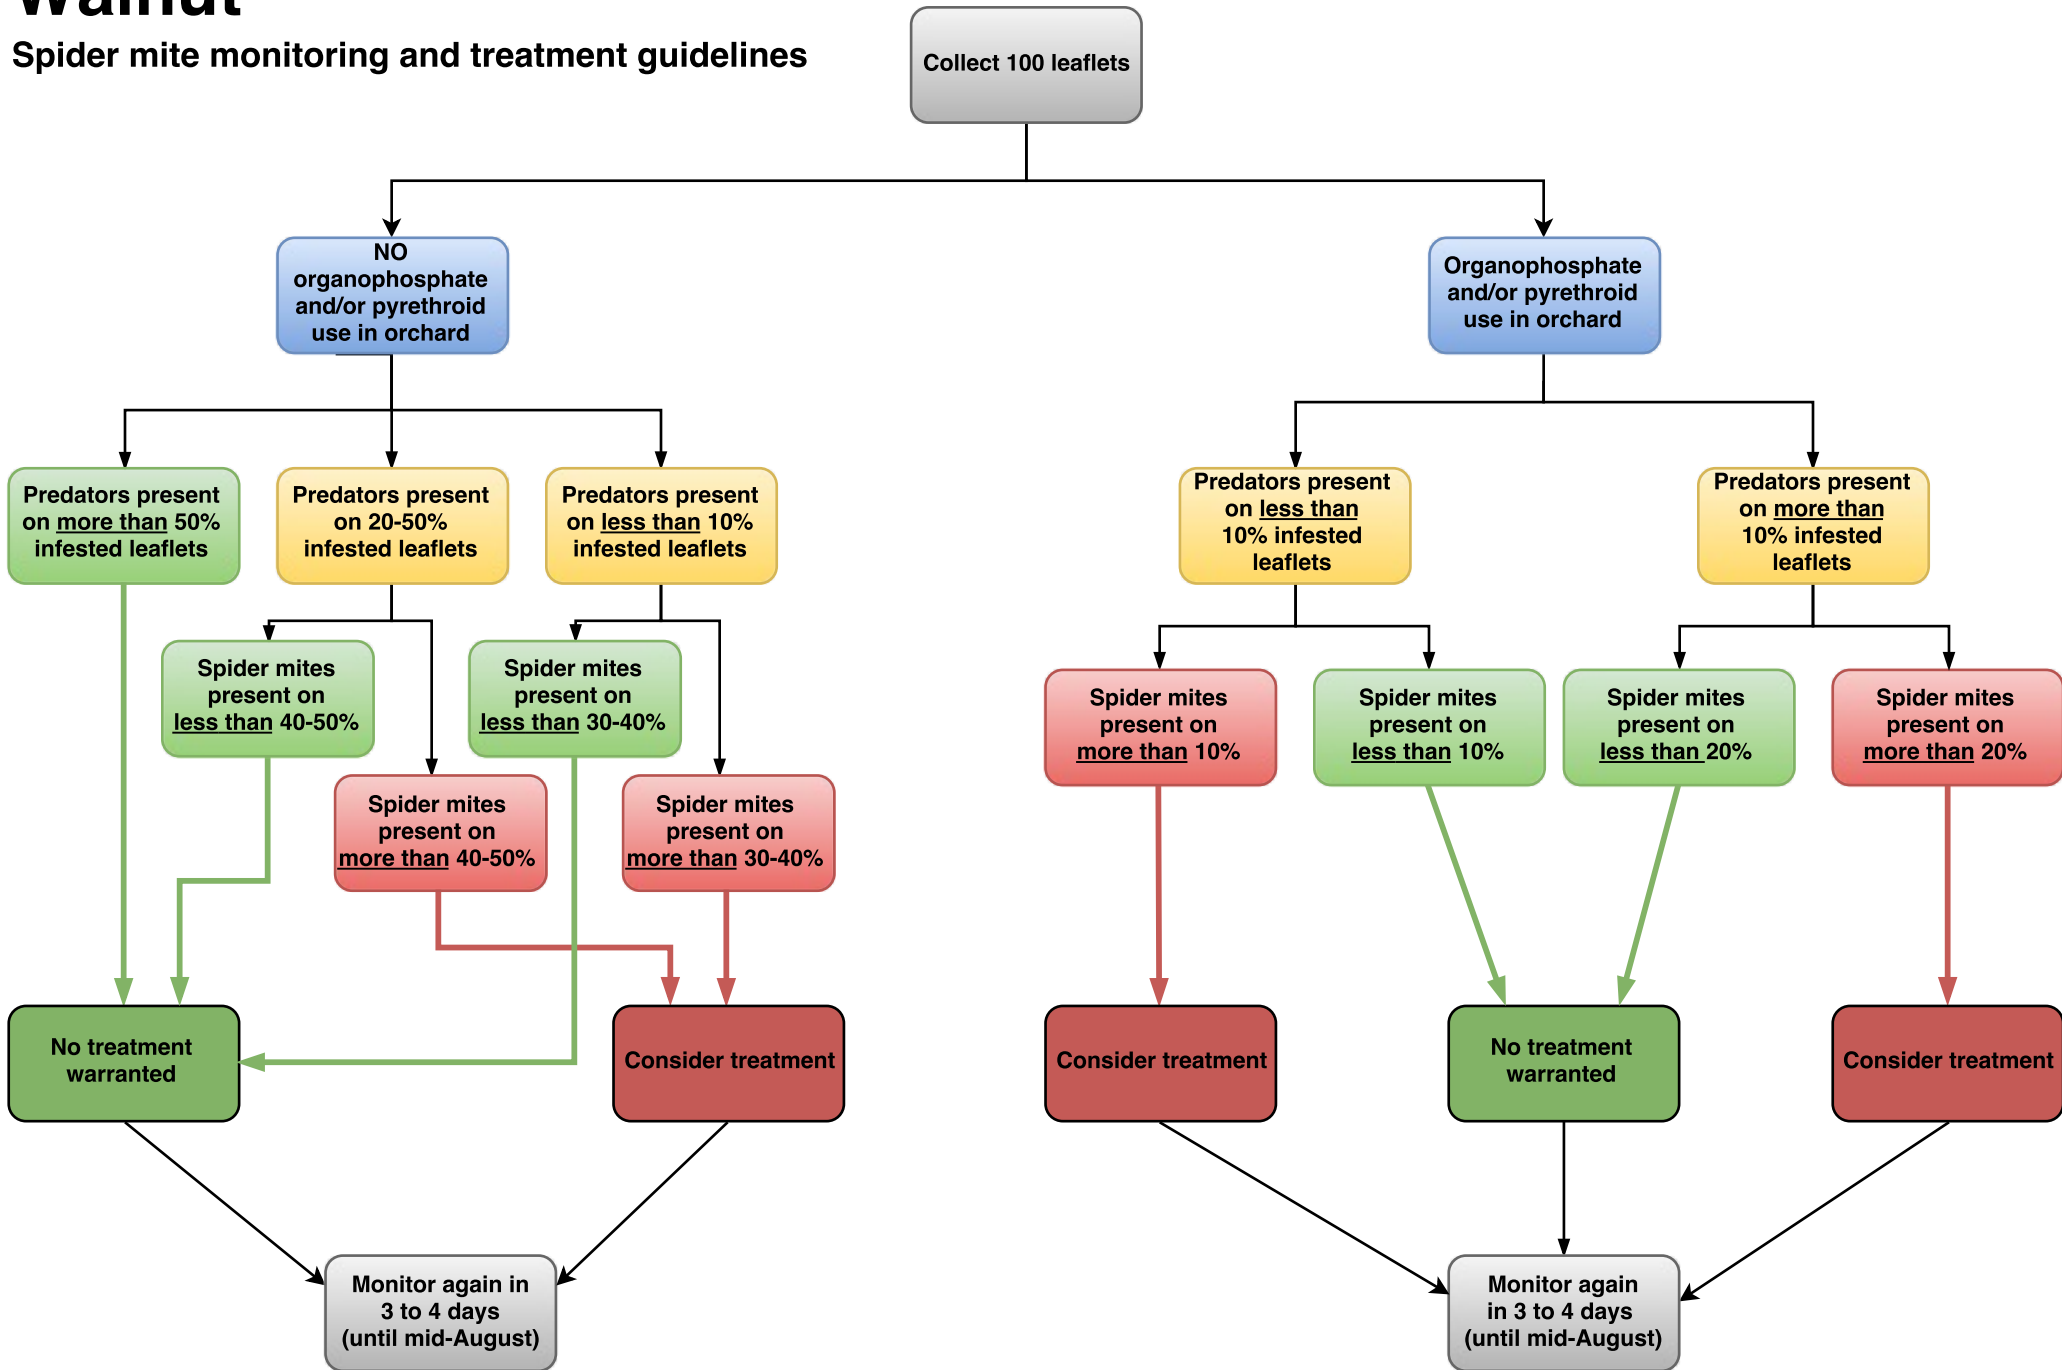 Walnut
Spider mite monitoring and treatment guidelines
Collect 100 leaflets
NO
organophosphate
and/or pyrethroid
use in orchard
Organophosphate
and/or pyrethroid
use in orchard
Predators present
on more than 50%
infested leaflets
Predators present
on 20-50%
infested leaflets
Predators present
on less than 10%
infested leaflets
Predators present
on less than
10% infested
leaflets
Predators present
on more than
10% infested
leaflets
Spider mites
present on
less than 40-50%
Spider mites
present on
less than 30-40%
Spider mites
present on
more than 40-50%
Spider mites
present on
more than 30-40%
Spider mites
present on
more than 10%
Spider mites
present on
less than 10%
Spider mites
present on
less than 20%
Spider mites
present on
more than 20%
No treatment
warranted
Consider treatment
Consider treatment
No treatment
warranted
Consider treatment
Monitor again in
3 to 4 days
(until mid-August)
Monitor again
in 3 to 4 days
(until mid-August)